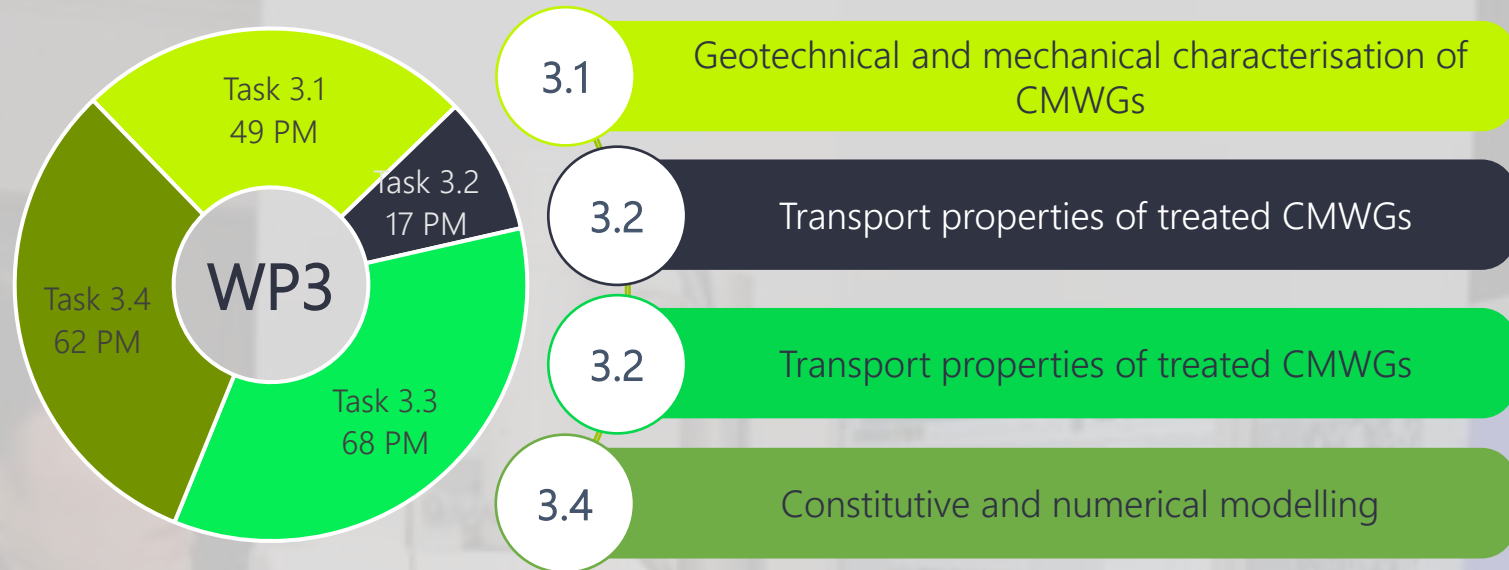 Task 3.1
49 PM
Task 3.2
17 PM
WP3
Task 3.4
62 PM
Task 3.3
68 PM
3.1
Geotechnical and mechanical characterisation of
CMWGs
3.2
Transport properties of treated CMWGs
3.2
Transport properties of treated CMWGs
3.4
Constitutive and numerical modelling